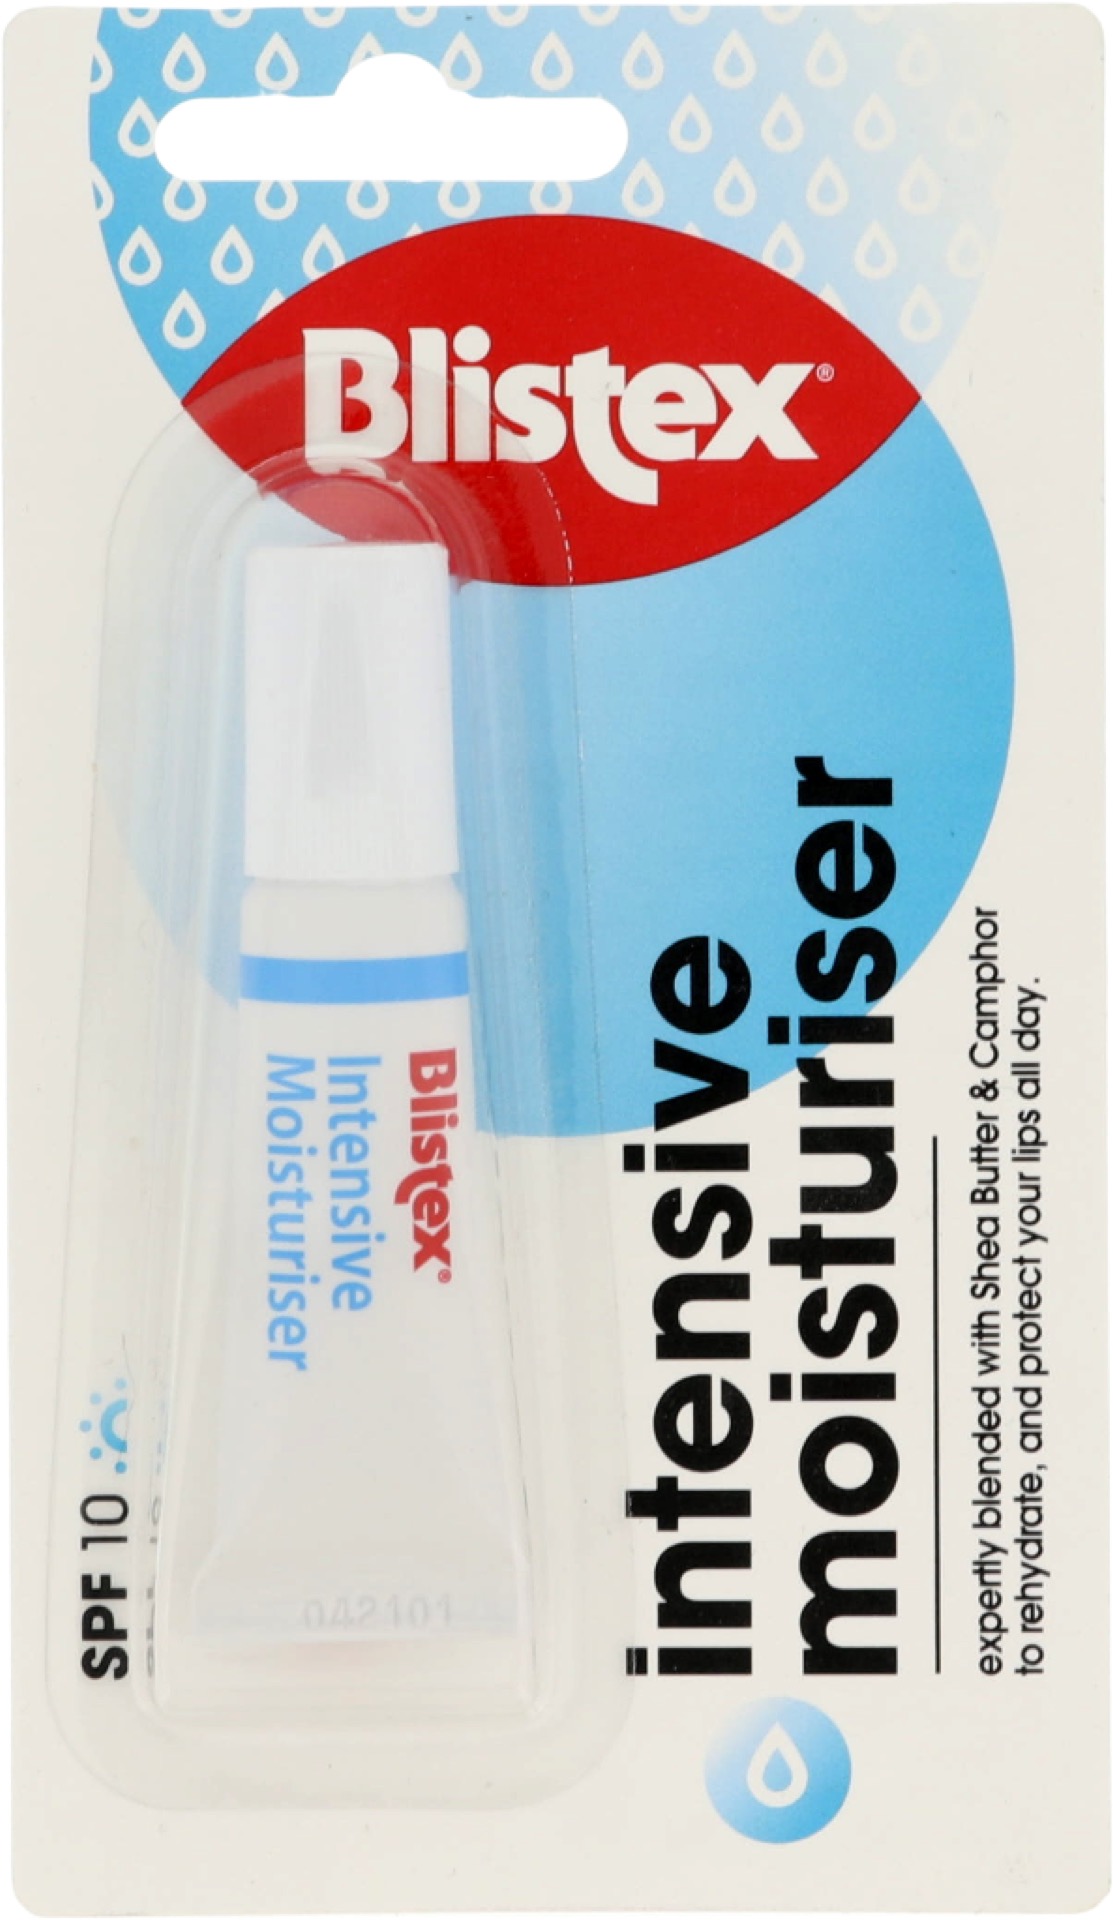 Blistex®
intensive
moisturiser
expertly blended with Shea Butter & Camphor
to rehydrate, and protect your lips all day.
SPF 10
Blistex®
Intensive
Moisturiser
042101